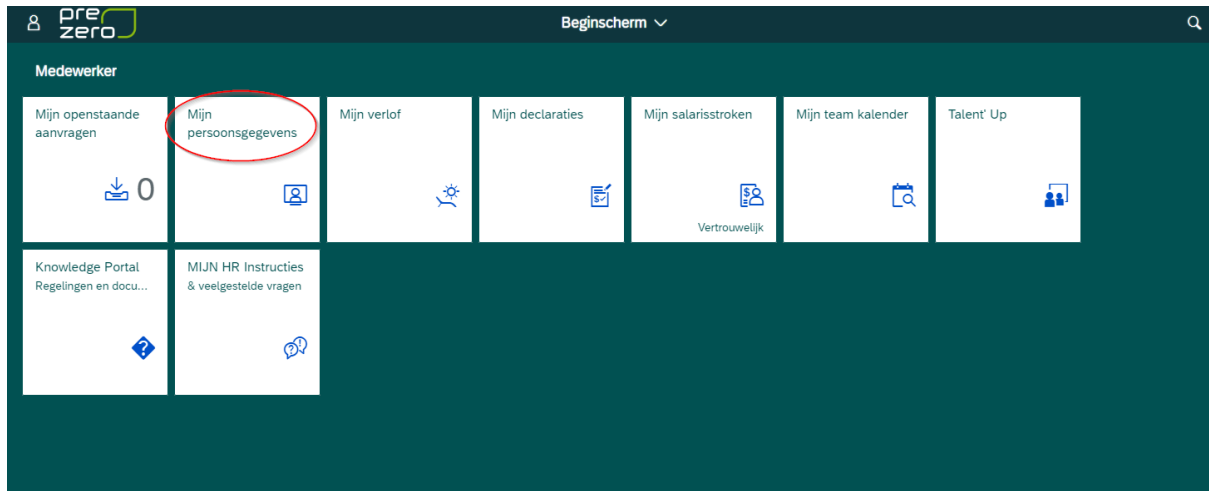 pre
zero
Beginscherm
Medewerker
Mijn openstaande
aanvragen
0
Mijn
persoonsgegevens
Mijn verlof
Mijn declaraties
Mijn salarisstroken
Vertrouwelijk
Mijn team kalender
Talent' Up
Knowledge Portal
Regelingen en docu...
MIJN HR Instructies
& veelgestelde vragen